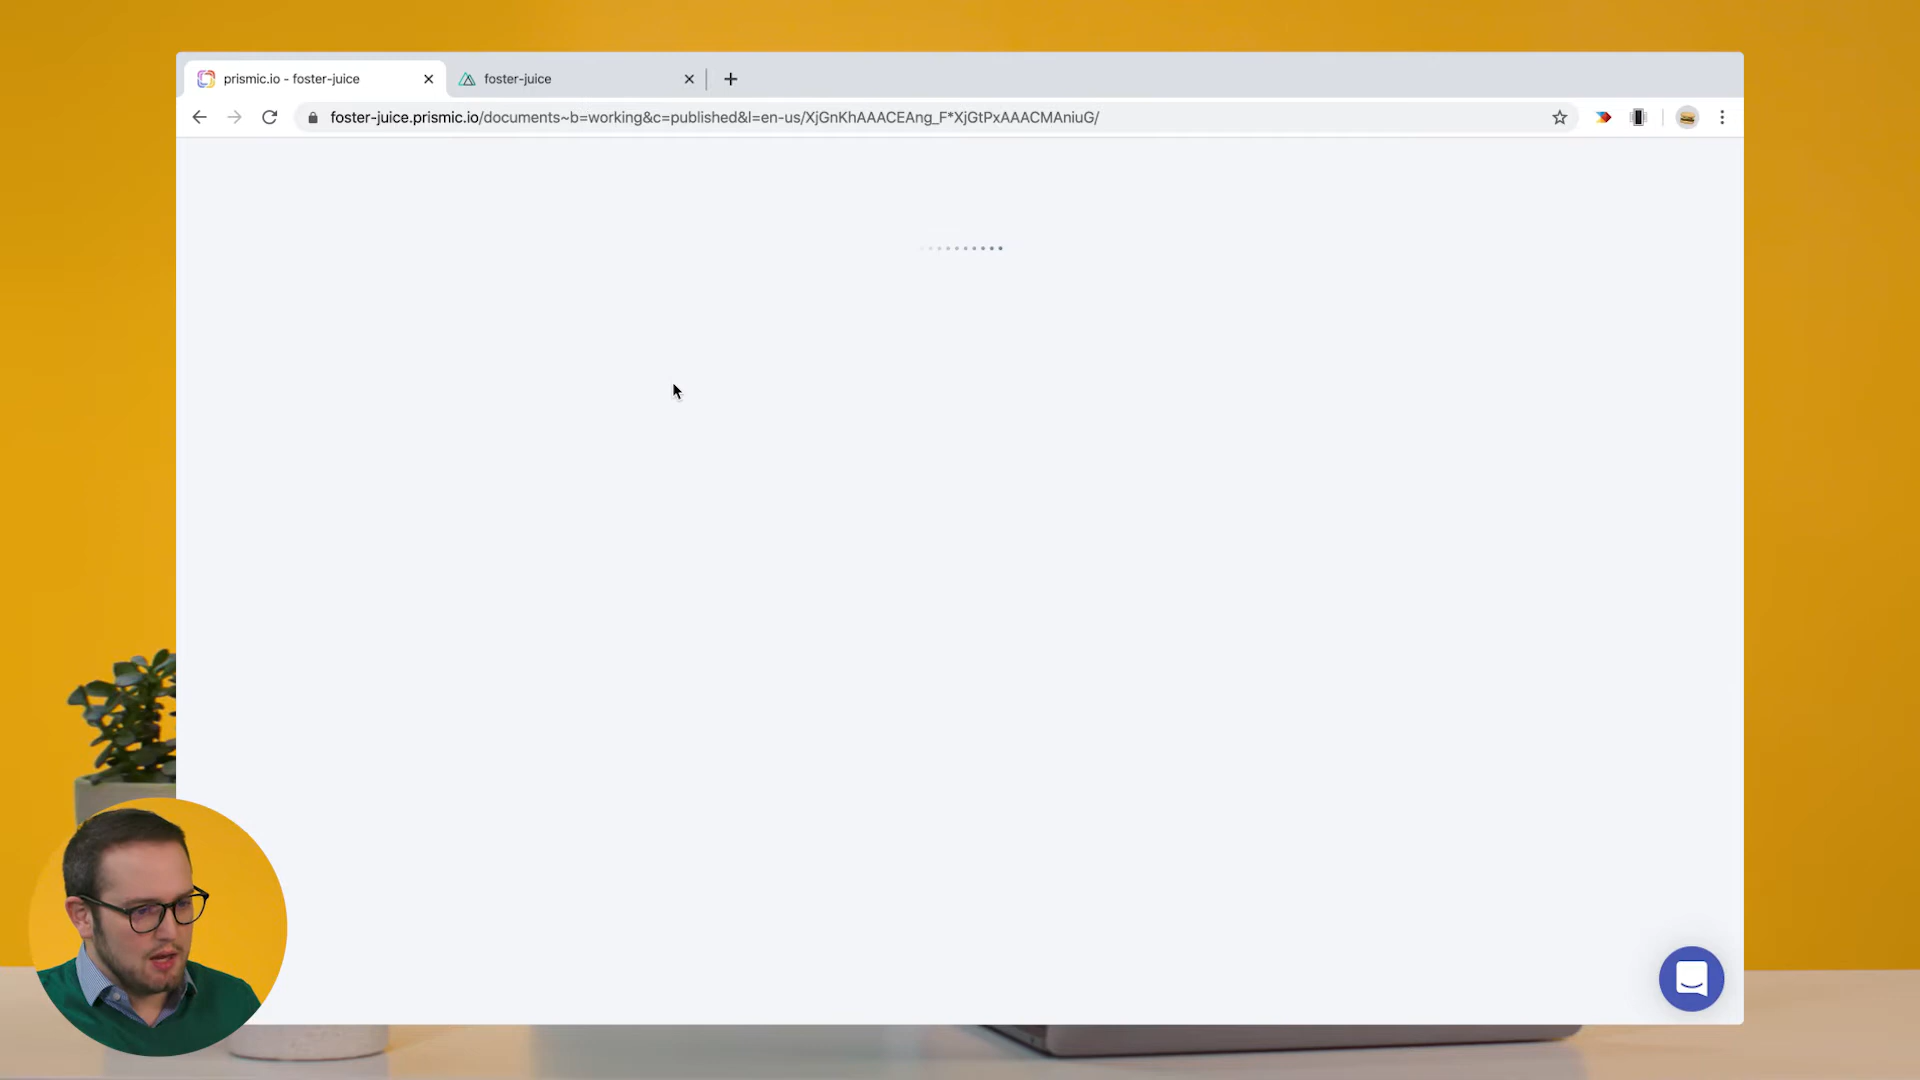 prismic.io - foster-juice
foster-juice
foster-juice.prismic.io/documents~b=working&c=published&l=en-us/XjGnKhAAACEAng_F*XjGtPxAAACMAniuG/